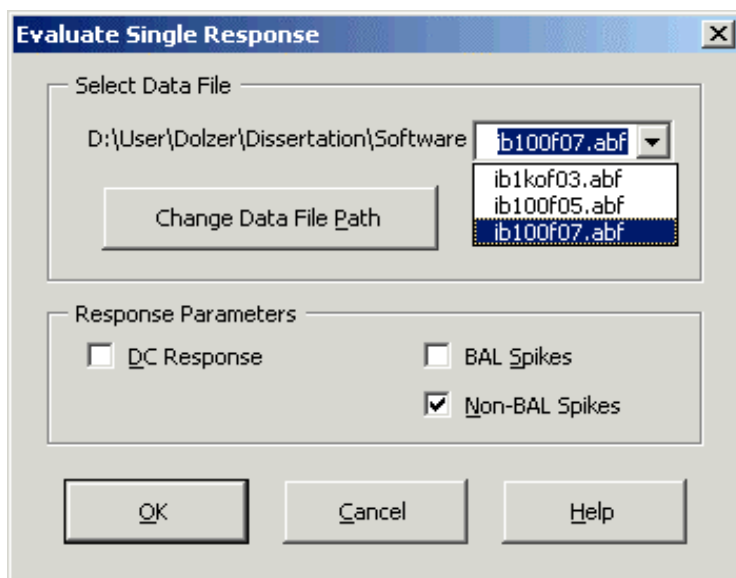 Evaluate Single Response
Select Data File
D:\User\Dolzer\Dissertation\Software ib100f07.abf
ib1kof03.abf
ib100f05.abf
ib100f07.abf
Change Data File Path
Response Parameters
DC Response
BAL Spikes
Non-BAL Spikes
OK Cancel Help